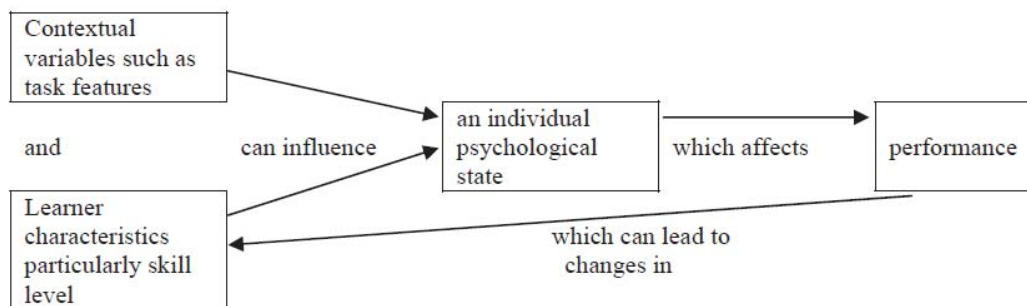 Contextual
variables such as
task features
and
can influence
an individual
psychological
state
which affects
performance
Learner
characteristics
particularly skill
level
which can lead to
changes in